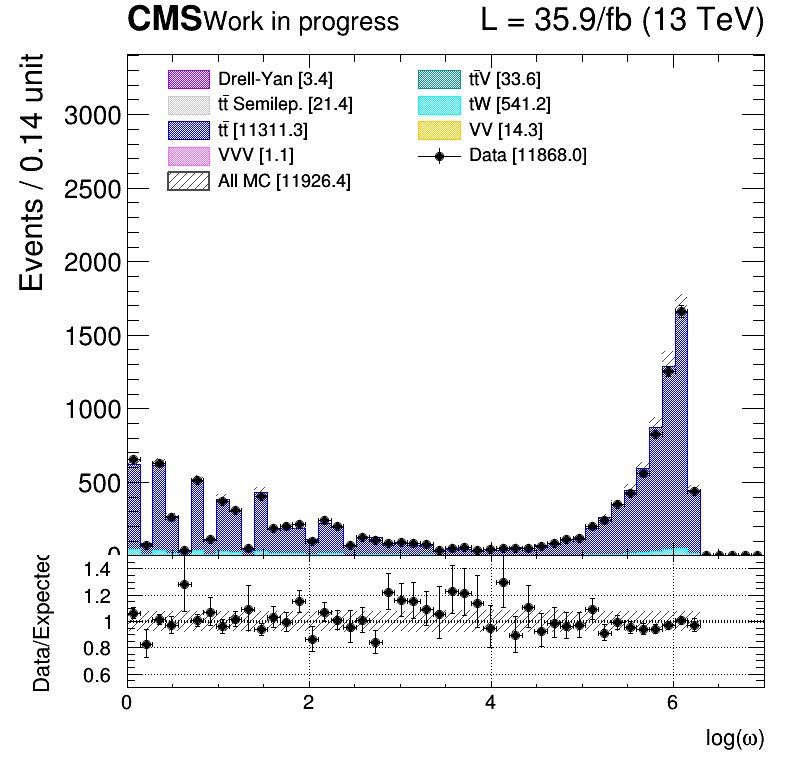 CMS Work in progress L = 35.9/fb (13 TeV)
Events / 0.14 unit
Drell-Yan [3.4]
tt̄ Semilep. [21.4]
tt̄ [11311.3]
VVV [1.1]
All MC [11926.4]
tt̄V [33.6]
tW [541.2]
VV [14.3]
Data [11868.0]
3000
2500
2000
1500
1000
500
0
Data/Expected
1.4
1.2
1
0.8
0.6
0 2 4 6
log(ω)